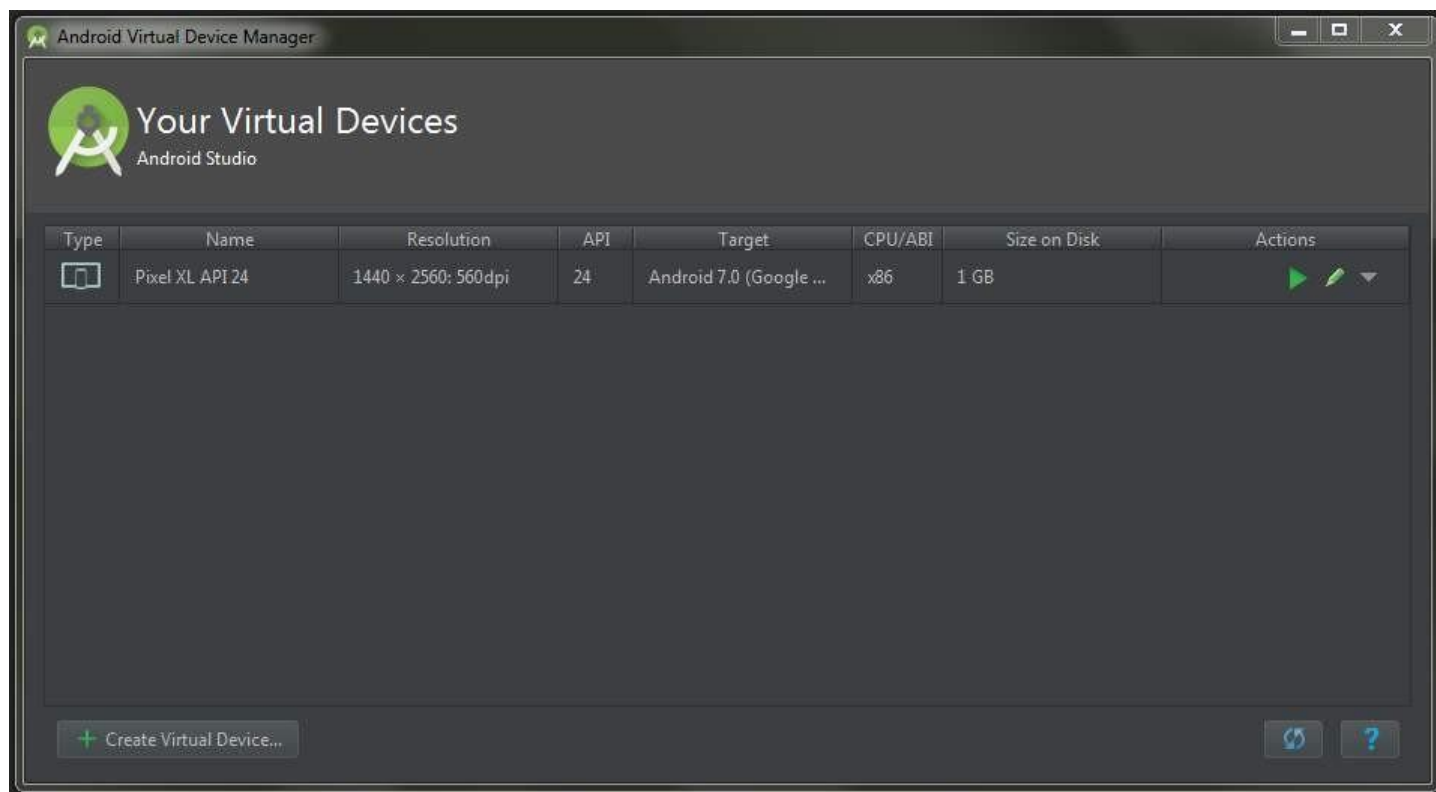 Android Virtual Device Manager
Your Virtual Devices
Android Studio
Type Name Resolution API Target CPU/ABI Size on Disk Actions
Pixel XL API 24 1440 × 2560: 560dpi 24 Android 7.0 (Google ... x86 1 GB
+ Create Virtual Device... ?